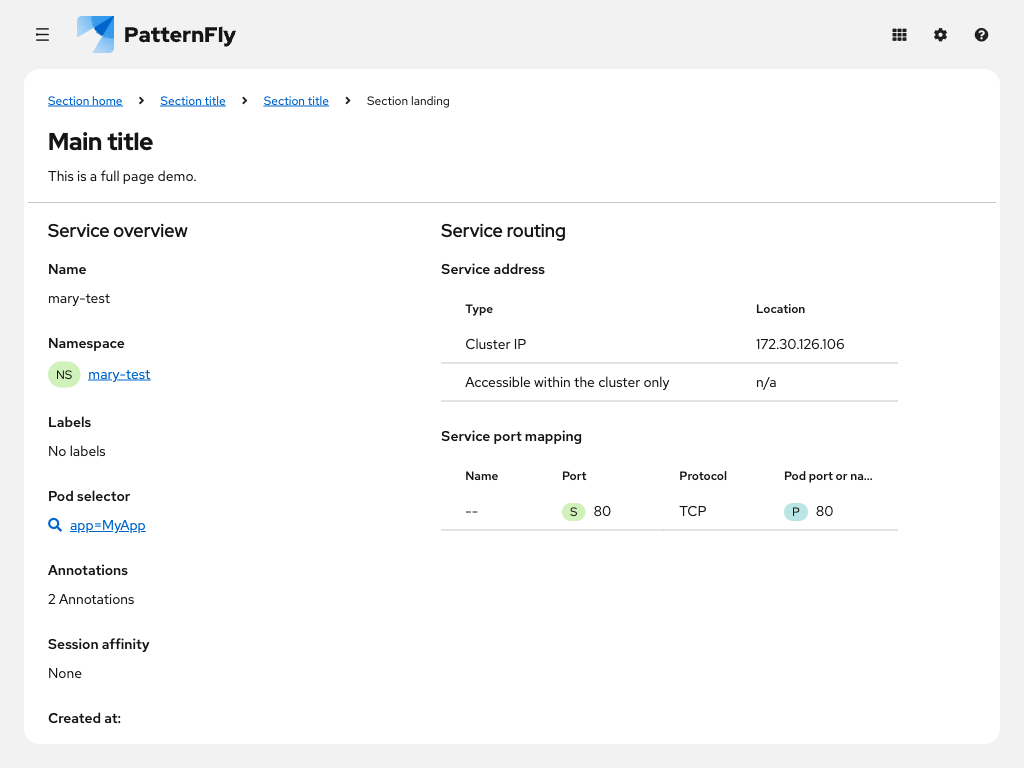 PatternFly
Section home Section title Section title Section landing
Main title
This is a full page demo.
Service overview
Name
mary-test
Namespace
NS mary-test
Labels
No labels
Pod selector
app=MyApp
Annotations
2 Annotations
Session affinity
None
Created at:
Service routing
Service address
Type Location
Cluster IP 172.30.126.106
Accessible within the cluster only n/a
Service port mapping
Name Port Protocol Pod port or na...
-- S 80 TCP P 80